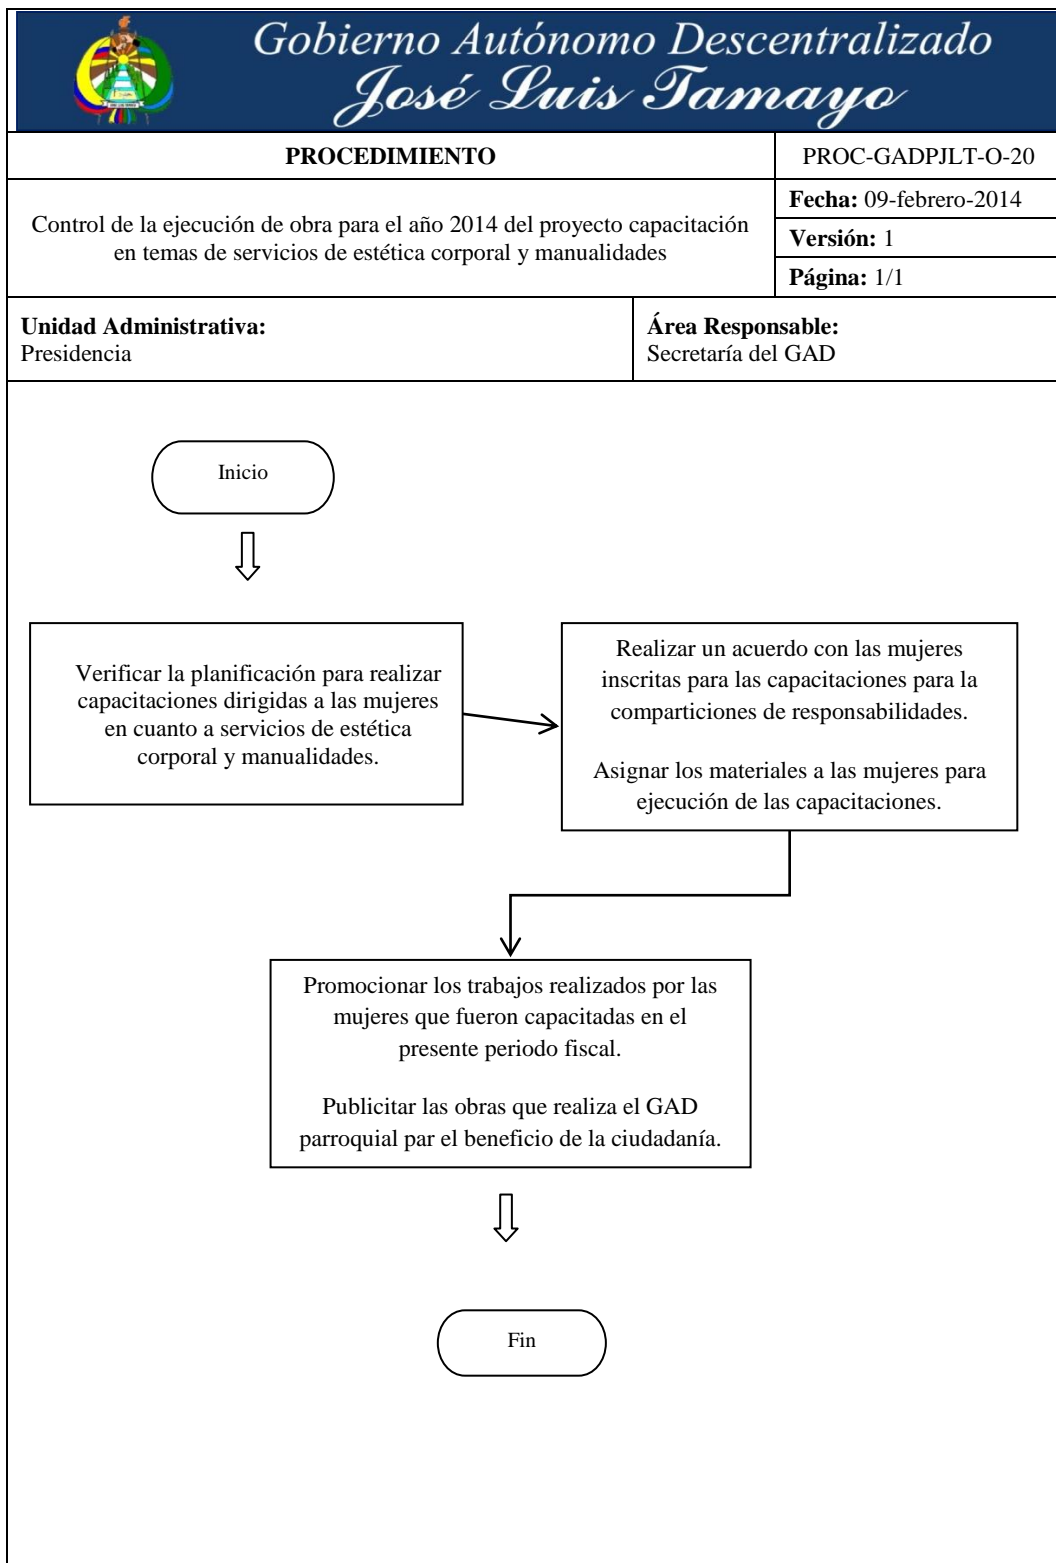 Gobierno Autónomo Descentralizado
José Luis Tamayo
PROCEDIMIENTO
PROC-GADPJLT-O-20
Control de la ejecución de obra para el año 2014 del proyecto capacitación
en temas de servicios de estética corporal y manualidades
Fecha: 09-febrero-2014
Versión: 1
Página: 1/1
Unidad Administrativa:
Presidencia
Área Responsable:
Secretaría del GAD
Inicio
Verificar la planificación para realizar
capacitaciones dirigidas a las mujeres
en cuanto a servicios de estética
corporal y manualidades.
Realizar un acuerdo con las mujeres
inscritas para las capacitaciones para la
comparticiones de responsabilidades.
Asignar los materiales a las mujeres para
ejecución de las capacitaciones.
Promocionar los trabajos realizados por las
mujeres que fueron capacitadas en el
presente periodo fiscal.
Publicitar las obras que realiza el GAD
parroquial par el beneficio de la ciudadanía.
Fin